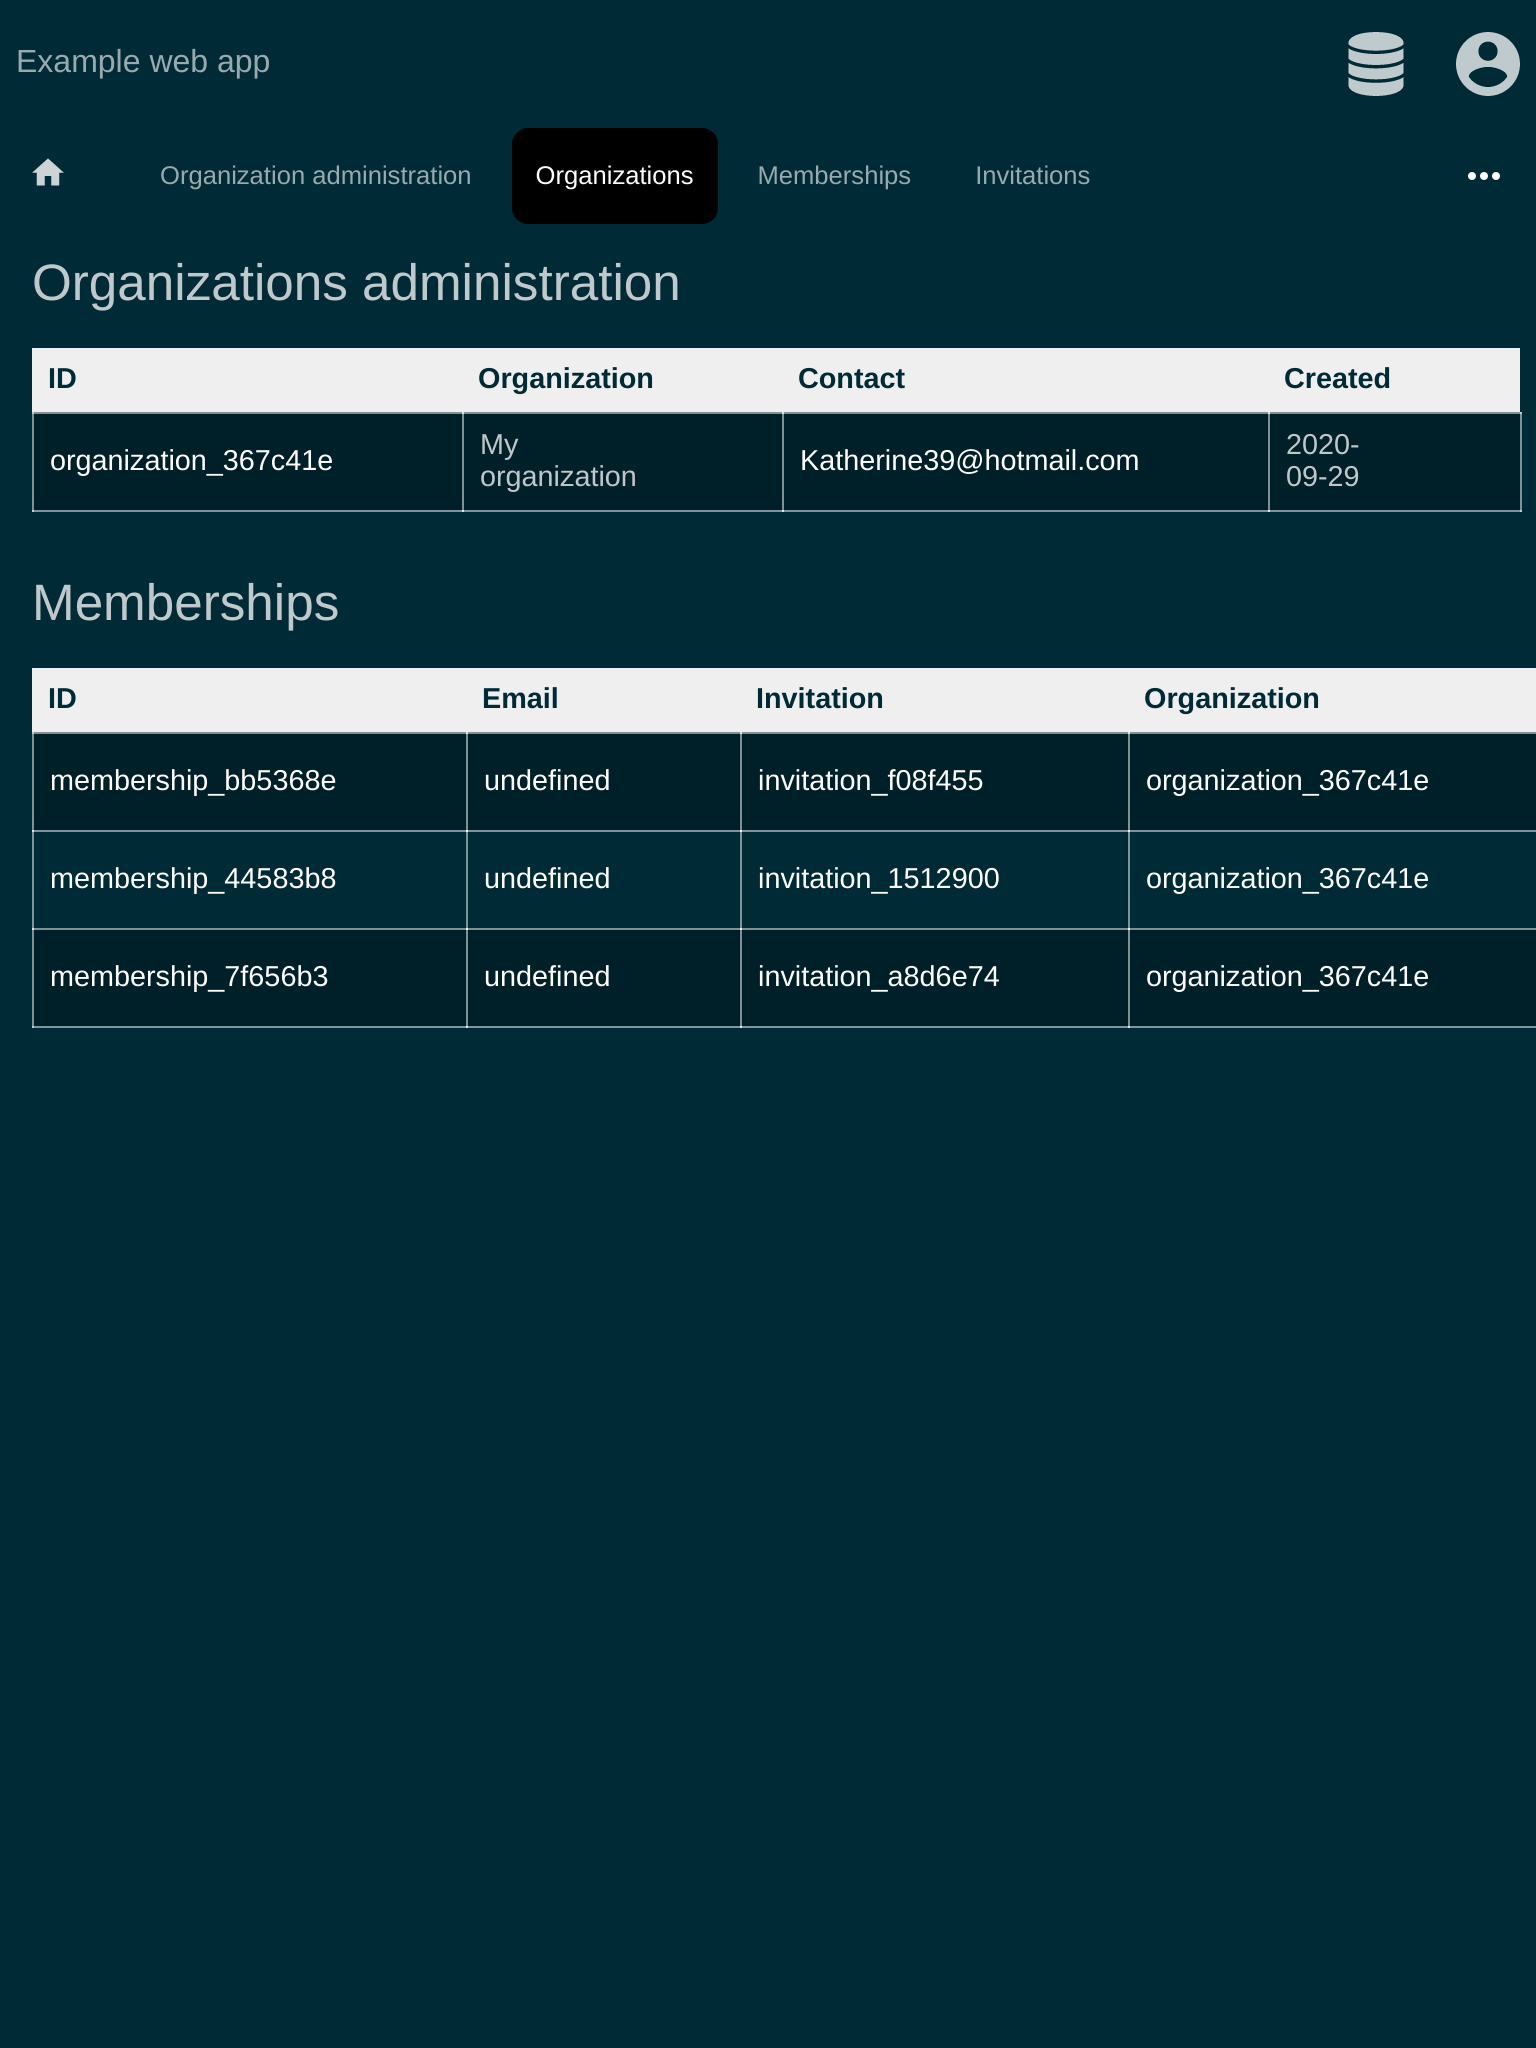 Example web app
Organization administration Organizations Memberships Invitations
Organizations administration
ID Organization Contact Created
organization_367c41e My organization Katherine39@hotmail.com 2020-09-29
Memberships
ID Email Invitation Organization
membership_bb5368e undefined invitation_f08f455 organization_367c41e
membership_44583b8 undefined invitation_1512900 organization_367c41e
membership_7f656b3 undefined invitation_a8d6e74 organization_367c41e